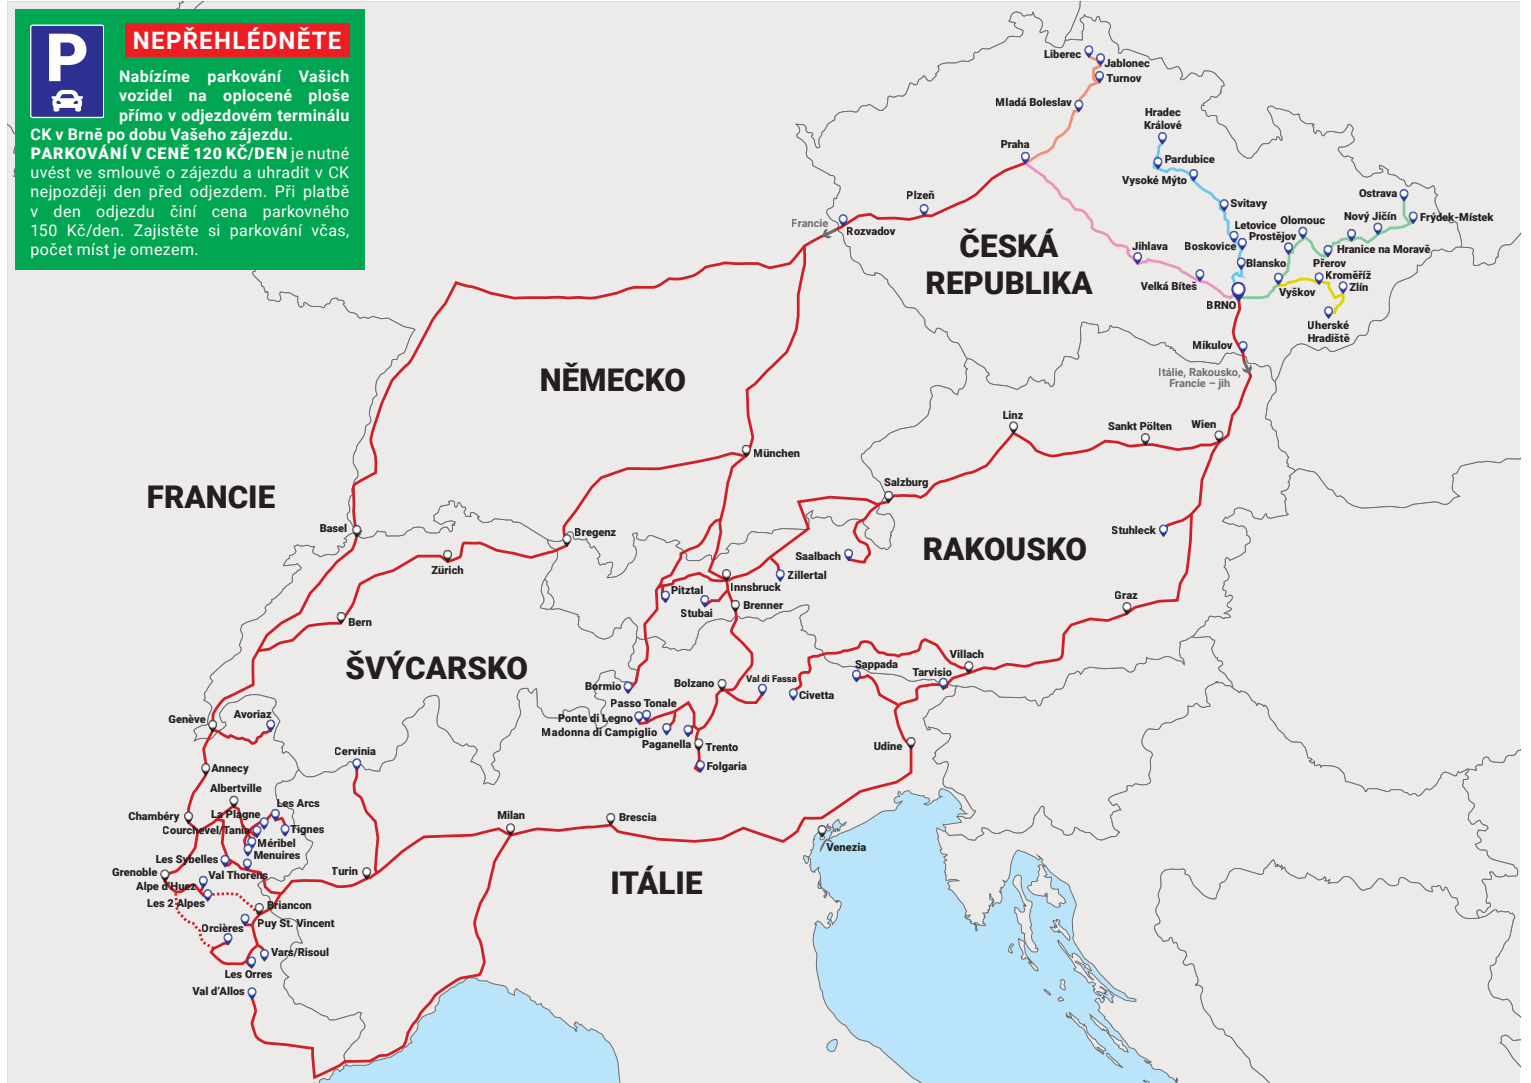 P
NEPŘEHLÉDNĚTE
Nabízíme parkování Vašich
vozidel na oplocené ploše
přímo v odjezdovém terminálu
CK v Brně po dobu Vašeho zájezdu.
PARKOVÁNÍ V CENĚ 120 KČ/DEN je nutné
uvést ve smlouvě o zájezdu a uhradit v CK
nejpozději den před odjezdem. Při platbě
v den odjezdu činí cena parkovného
150 Kč/den. Zajistěte si parkování včas,
počet míst je omezem.
Liberec
Jablonec
Turnov
Mladá Boleslav
Hradec
Králové
Praha
Pardubice
Vysoké Mýto
Plzeň
Ostrava
Svitavy
Francie
Rozvadov
Letovice
Olomouc
Nový Jičín
Frýdek-Místek
Boskovice
Prostějov
Hranice na Moravě
ČESKÁ
REPUBLIKA
Jihlava
Blansko
Přerov
Kroměříž
Velká Bíteš
Vyškov
Zlín
BRNO
Uherské
Hradiště
Mikulov
Itálie, Rakousko,
Francie – jih
NĚMECKO
Linz
Sankt Pölten
Wien
München
FRANCIE
Salzburg
Basel
Bregenz
Stuhleck
RAKOUSKO
Saalbach
Zürich
Zillertal
Innsbruck
Pitztal
Stubai
Brenner
Graz
Bern
ŠVÝCARSKO
Villach
Sappada
Tarvisio
Bormio
Bolzano
Val di Fassa
Civetta
Passo Tonale
Ponte di Legno
Madonna di Campiglio
Paganella
Trento
Folgaria
Udine
Genève
Avoriaz
Cervinia
Annecy
Albertville
Les Arcs
Chambéry
La Plagne
Courchevel/Tania
Tignes
Méribel
Menuires
Milan
Brescia
Venezia
Les Sybelles
Grenoble
Val Thorens
Turin
Alpe d'Huez
Les 2 Alpes
Briancon
ITÁLIE
Puy St. Vincent
Orcières
Vars/Risoul
Les Orres
Val d'Allos